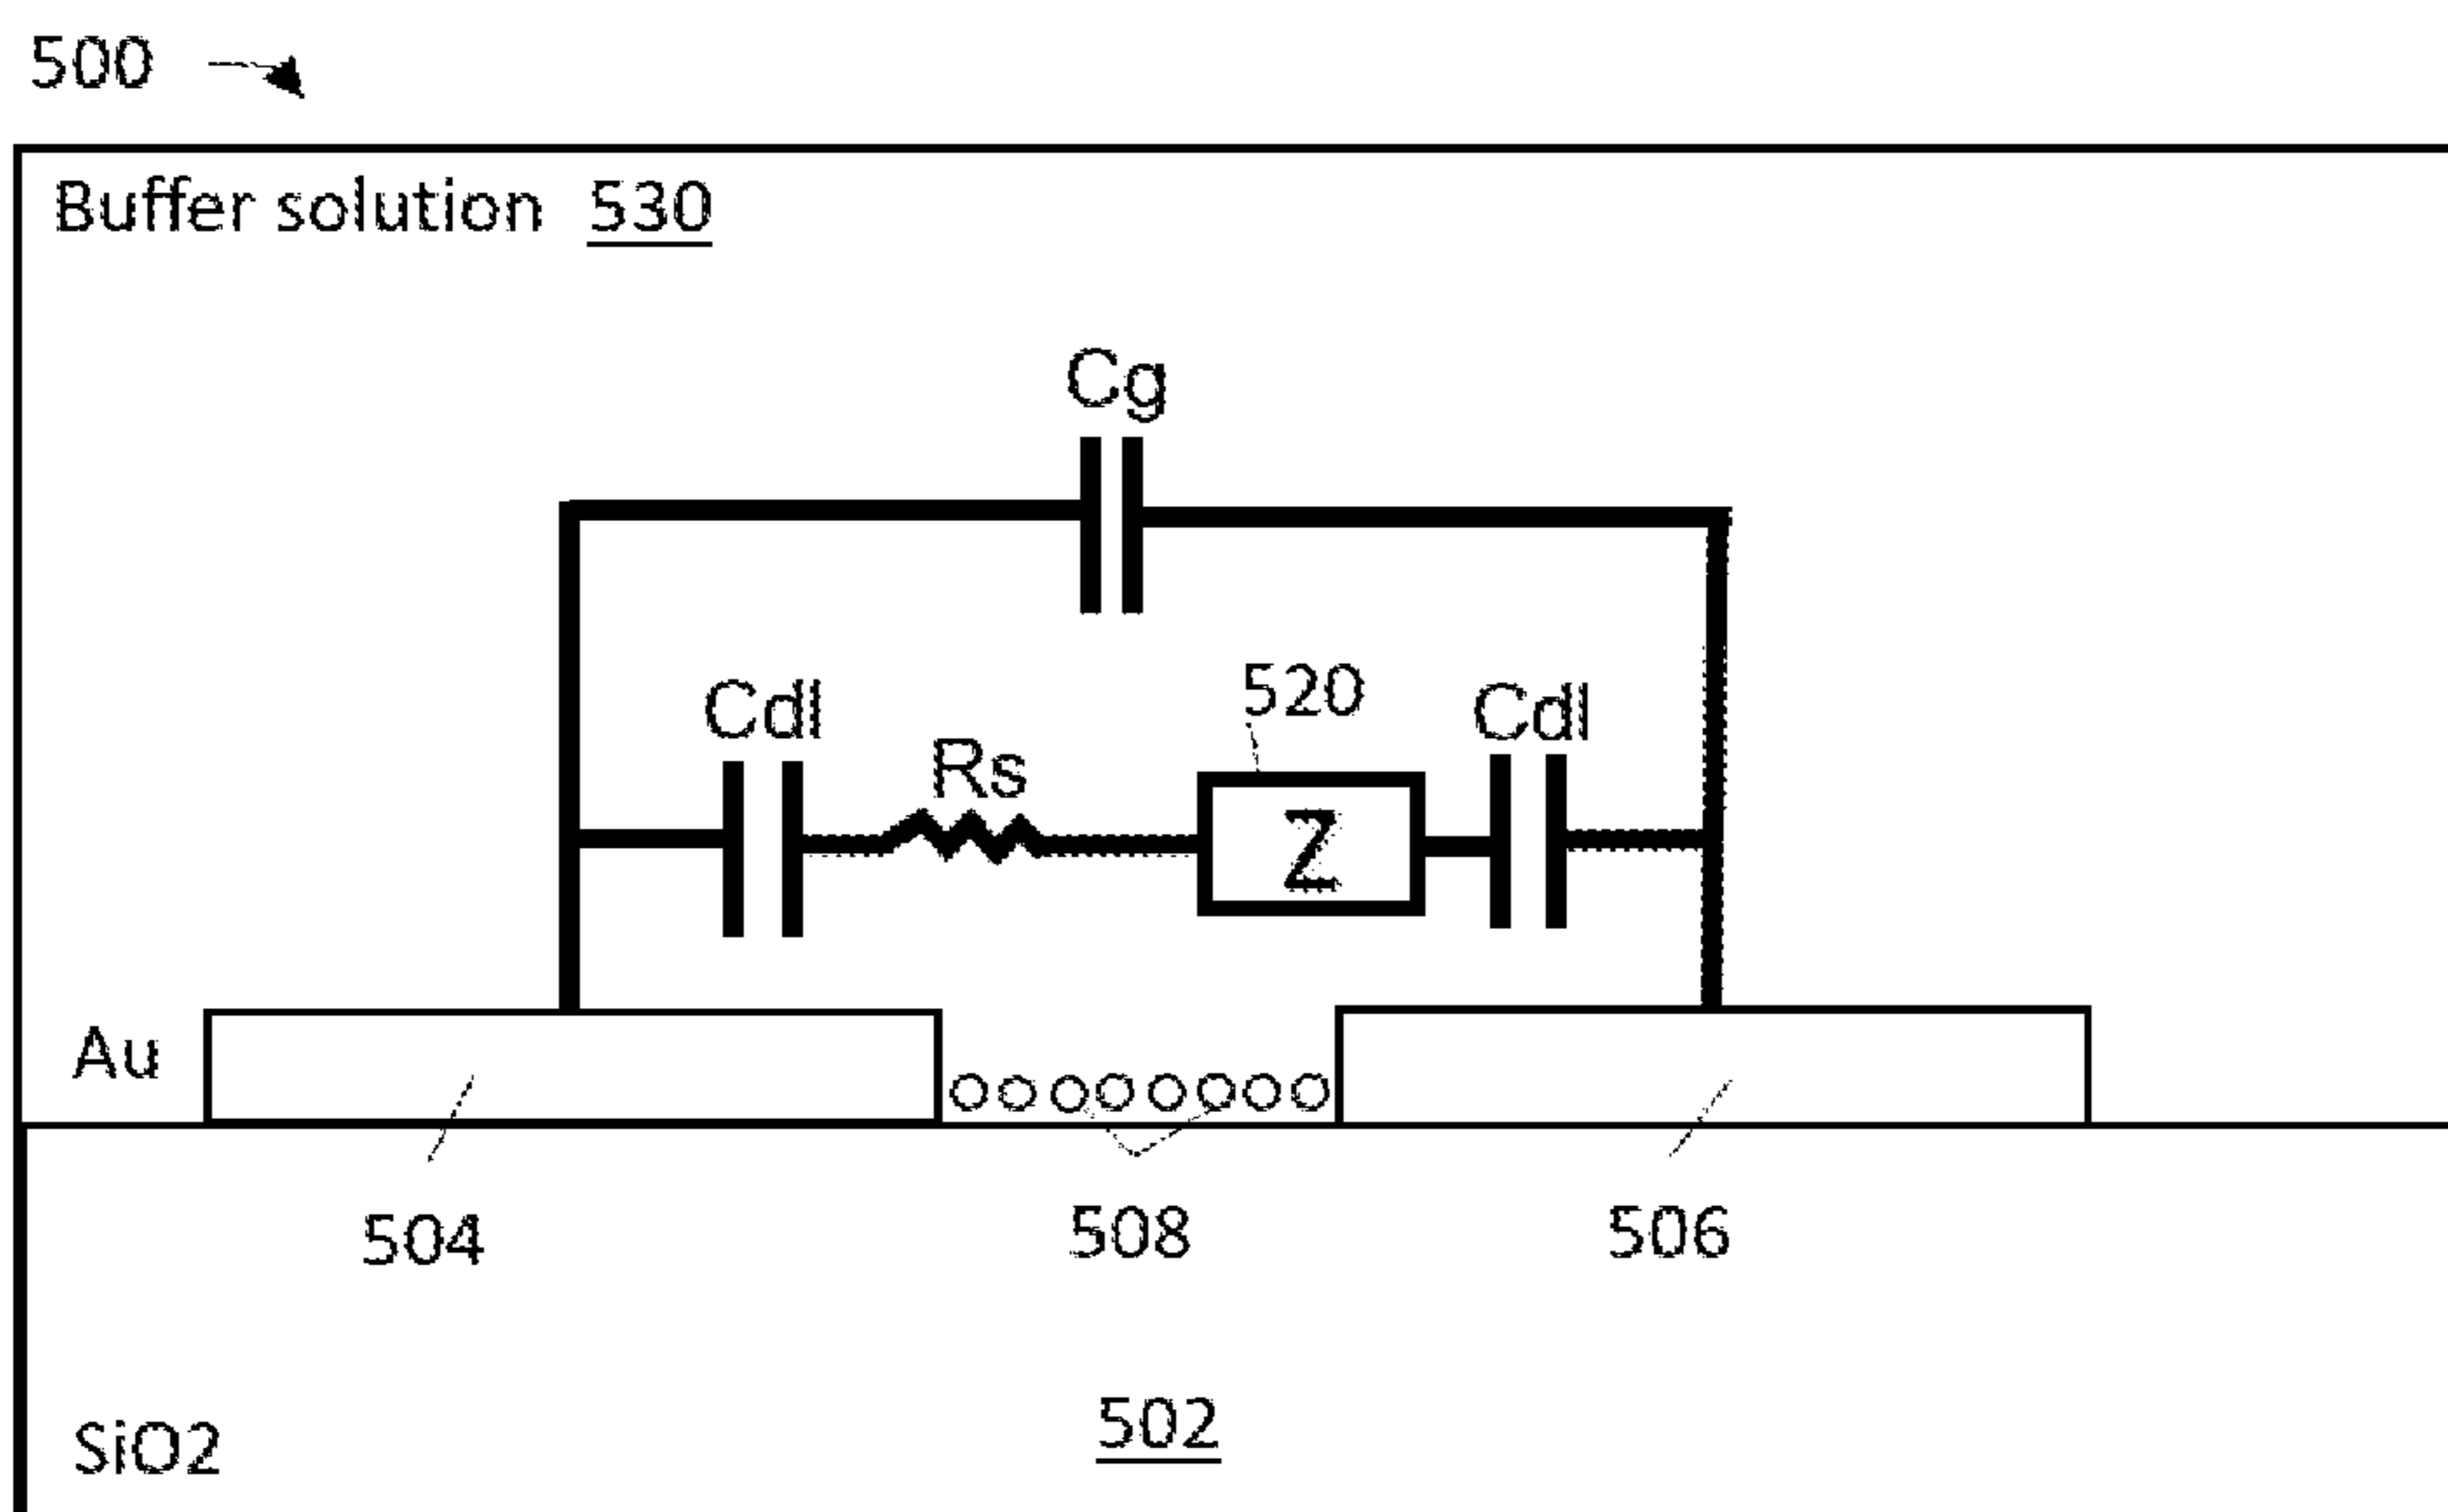 500
Buffer solution 530
Cg
Cdl
Rs
520
Cdl
Z
Au
504
508
506
502
SiO2